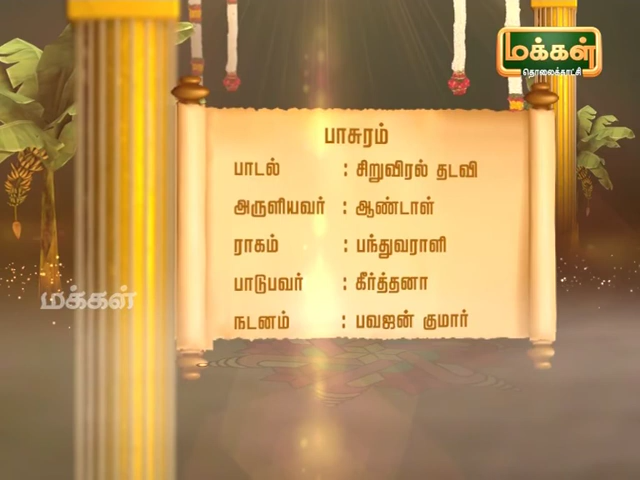 மக்கள்
தொலைக்காட்சி
பாசுரம்
பாடல் : சிறுவிரல் தடவி
அருளியவர் : ஆண்டாள்
ராகம் : பந்துவராளி
பாடுபவர் : கீர்த்தனா
நடனம் : பவஜன் குமார்
மக்கள்